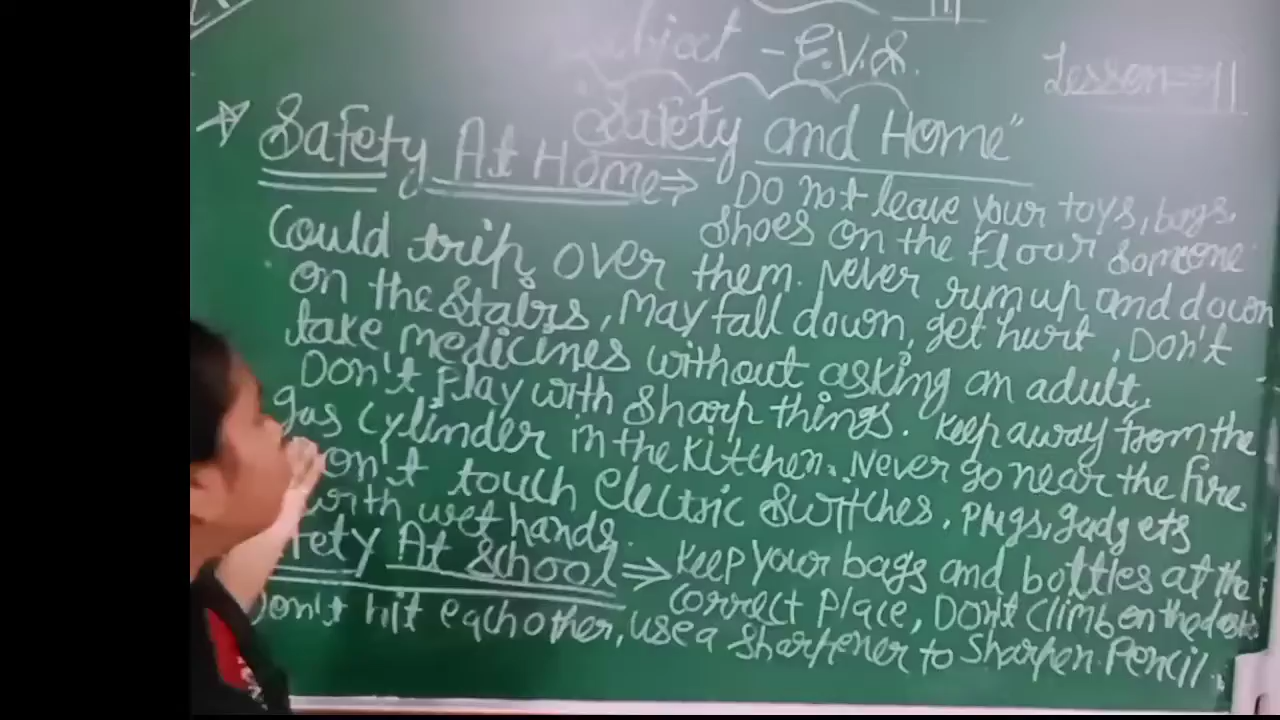 Subject - E.V.S.
Lesson - 11
"Safety and Home"
Safety At Home ⇒ Do not leave your toys, bags,
shoes on the floor someone
Could trip over them. Never run up and down
on the stairs, May fall down, get hurt, Don't
take medicines without asking an adult,
Don't Play with sharp things. Keep away from the
gas cylinder in the kitchen. Never go near the fire
on't touch electric switches, Plugs, gadgets
with wet hands.
fety At School ⇒ Keep your bags and bottles at the
correct Place, Don't climb on the desks
Don't hit each other, use a sharpener to sharpen Pencil.